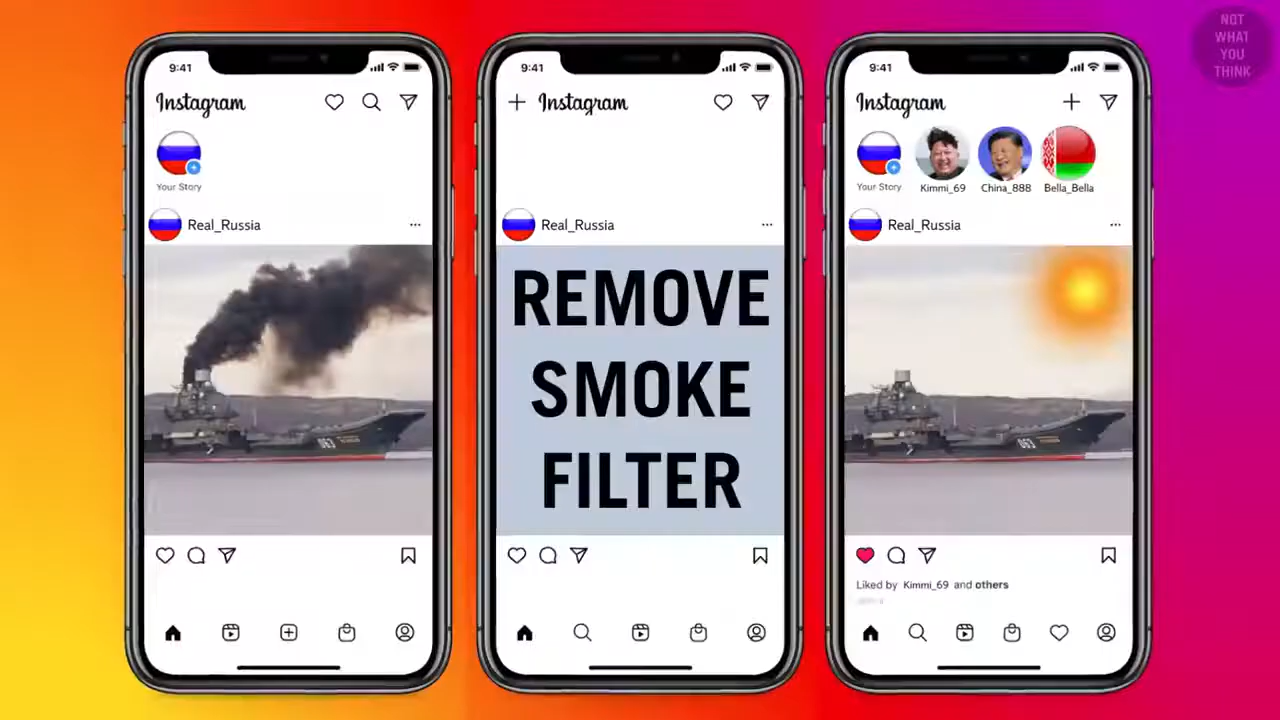 NOT
WHAT
YOU
THINK
9:41
Instagram
Your Story
Real_Russia
063
9:41
Instagram
Real_Russia
REMOVE
SMOKE
FILTER
9:41
Instagram
Your Story Kimmi_69 China_888 Bella_Bella
Real_Russia
063
Liked by Kimmi_69 and others